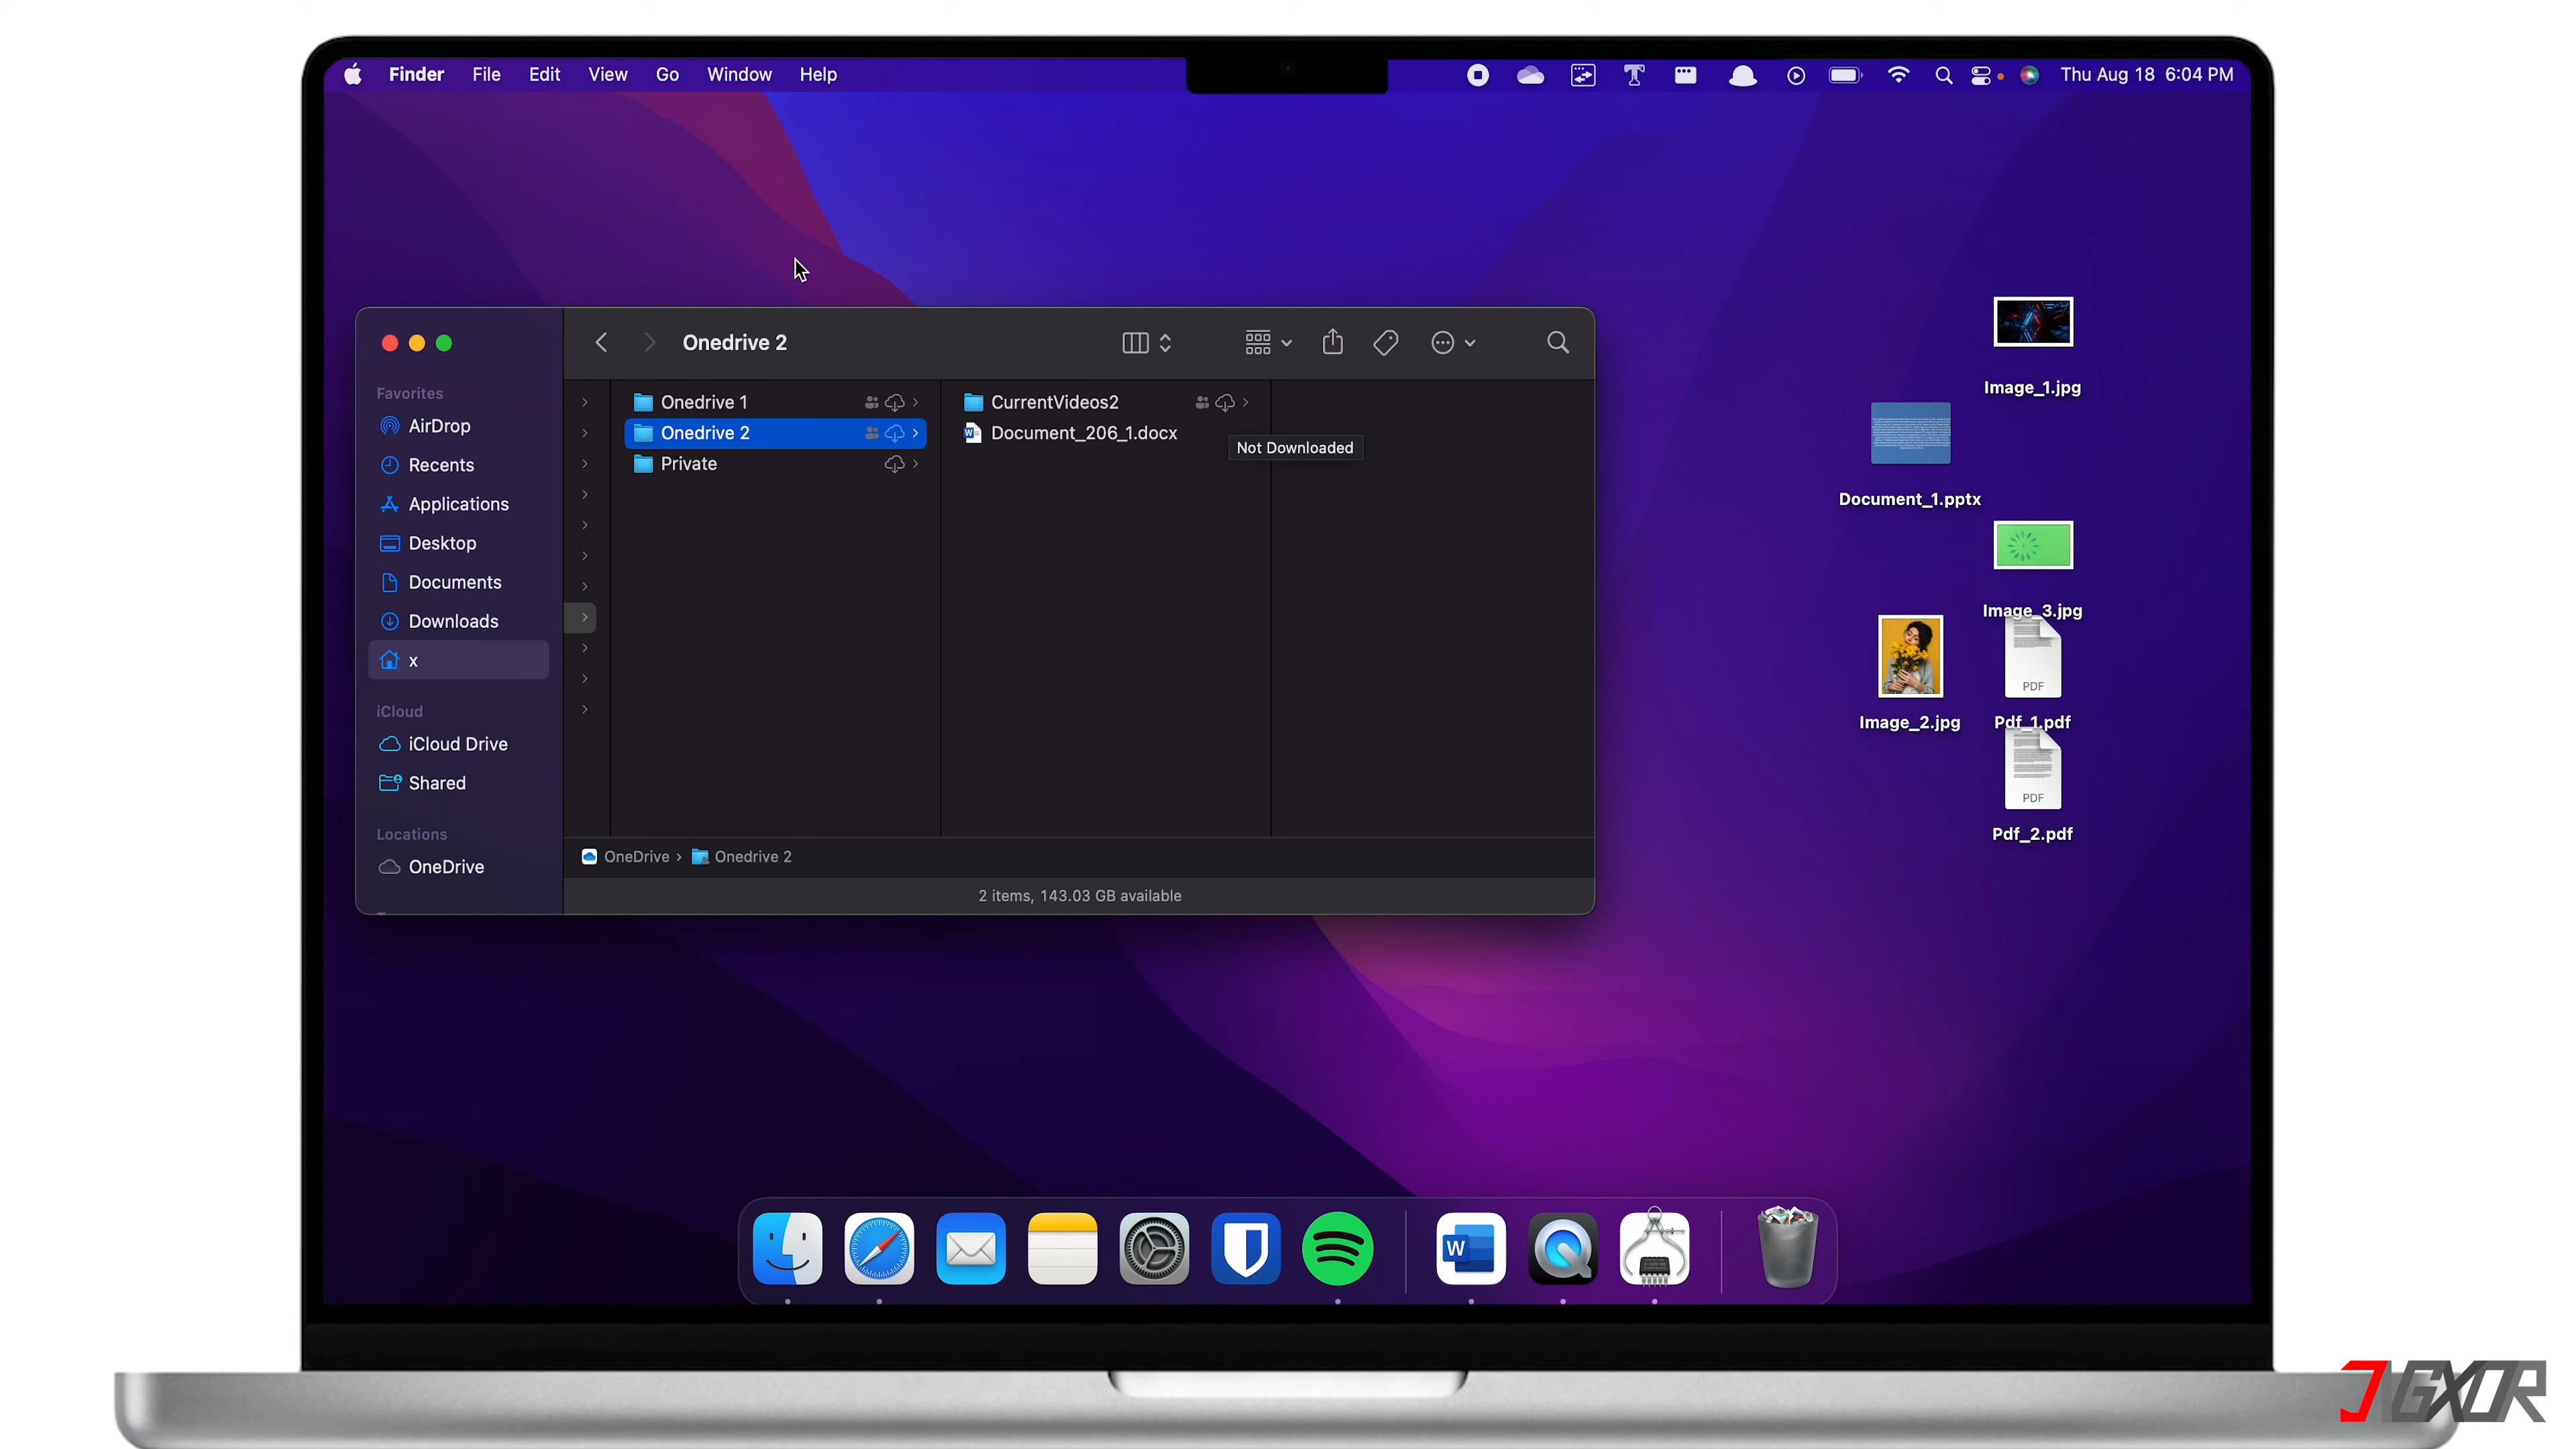 Finder File Edit View Go Window Help
Thu Aug 18 6:04 PM
Onedrive 2
Favorites
AirDrop
Recents
Applications
Desktop
Documents
Downloads
x
iCloud
iCloud Drive
Shared
Locations
OneDrive
Onedrive 1
Onedrive 2
Private
CurrentVideos2
Document_206_1.docx
Not Downloaded
OneDrive › Onedrive 2
2 items, 143.03 GB available
Image_1.jpg
Document_1.pptx
Image_3.jpg
Image_2.jpg
PDF
Pdf_1.pdf
PDF
Pdf_2.pdf
W
JIGXOR